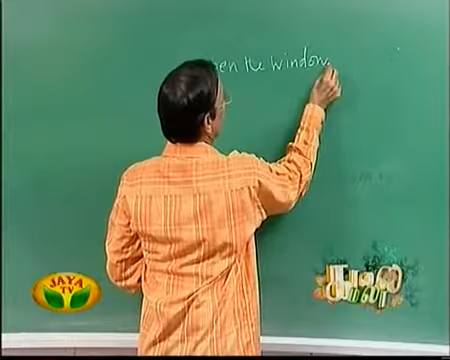 pen the window
JAYA
TV
காலை